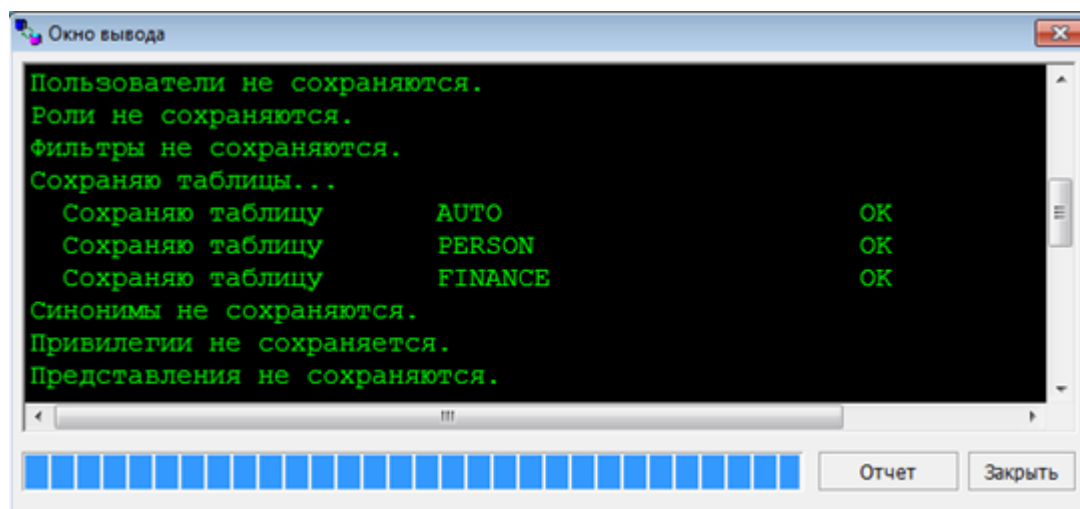 Окно вывода
Пользователи не сохраняются.
Роли не сохраняются.
Фильтры не сохраняются.
Сохраняю таблицы...
Сохраняю таблицу AUTO OK
Сохраняю таблицу PERSON OK
Сохраняю таблицу FINANCE OK
Синонимы не сохраняются.
Привилегии не сохраняется.
Представления не сохраняются.
Отчет Закрыть